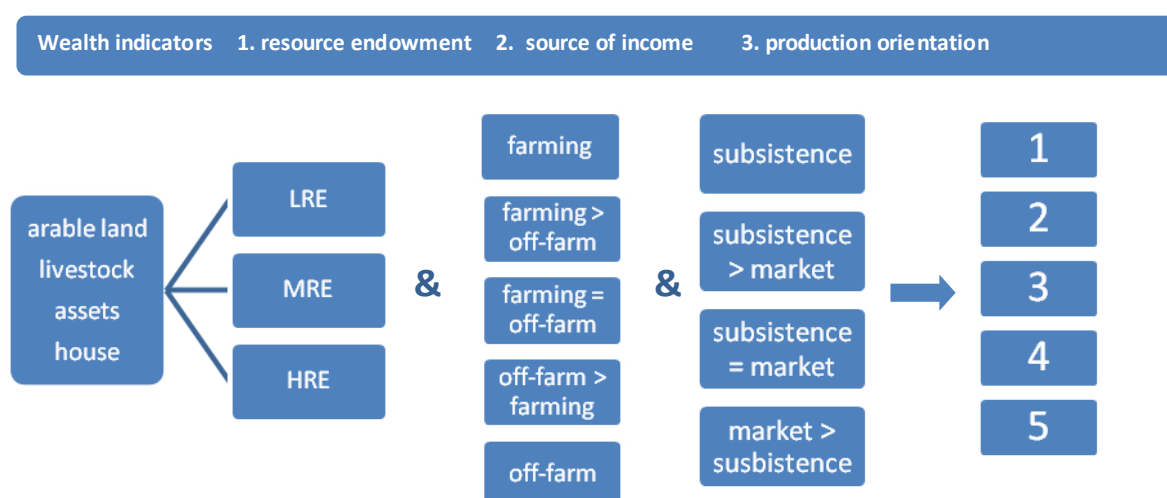 Wealth indicators 1. resource endowment 2. source of income 3. production orientation
arable land
livestock
assets
house
LRE
MRE
HRE
&
farming
farming >
off-farm
farming =
off-farm
off-farm >
farming
off-farm
&
subsistence
subsistence
> market
subsistence
= market
market >
susbistence
1
2
3
4
5